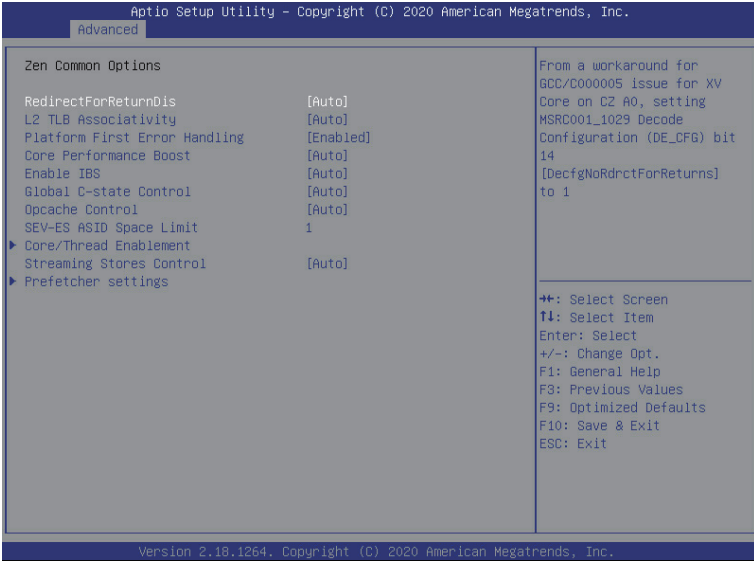 Aptio Setup Utility – Copyright (C) 2020 American Megatrends, Inc.
Advanced
Zen Common Options
RedirectForReturnDis [Auto]
L2 TLB Associativity [Auto]
Platform First Error Handling [Enabled]
Core Performance Boost [Auto]
Enable IBS [Auto]
Global C-state Control [Auto]
Opcache Control [Auto]
SEV-ES ASID Space Limit 1
Core/Thread Enablement
Streaming Stores Control [Auto]
Prefetcher settings
From a workaround for
GCC/C000005 issue for XV
Core on CZ A0, setting
MSRC001_1029 Decode
Configuration (DE_CFG) bit
14
[DecfgNoRdrctForReturns]
to 1
→←: Select Screen
↑↓: Select Item
Enter: Select
+/-: Change Opt.
F1: General Help
F3: Previous Values
F9: Optimized Defaults
F10: Save & Exit
ESC: Exit
Version 2.18.1264. Copyright (C) 2020 American Megatrends, Inc.